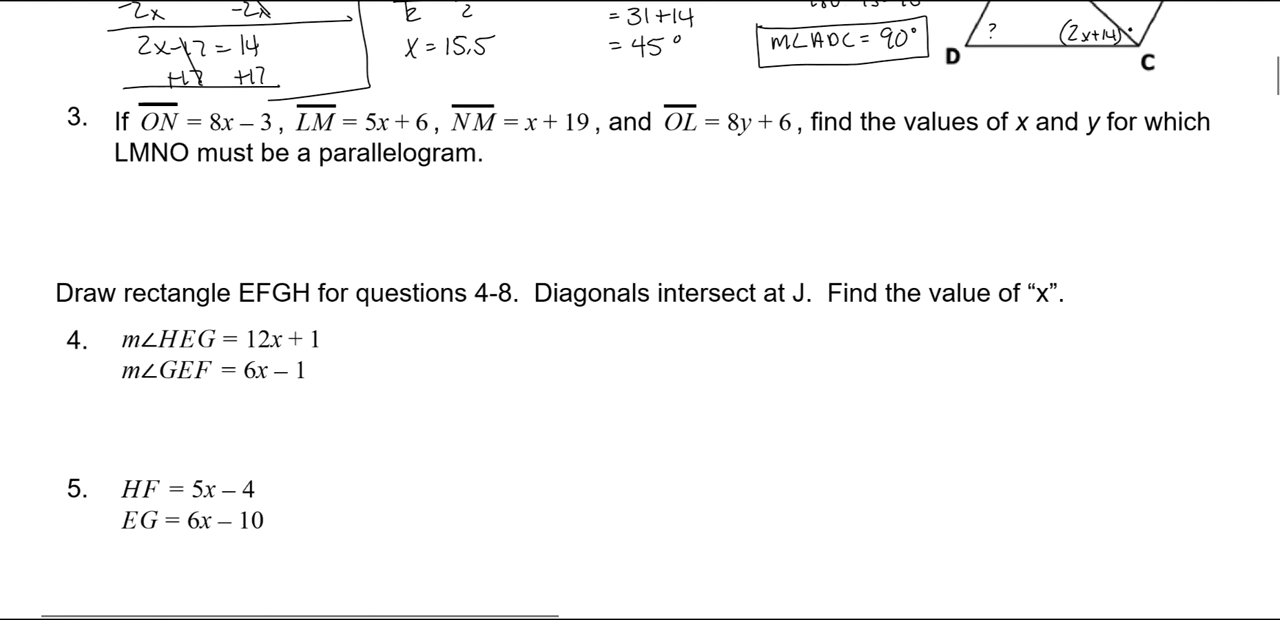 2x -2x 2 2 = 31+14
2x-17 = 14 x = 15.5 = 45° m∠ADC = 90° ? (2x+14) D C
+17 +17
3. If ON = 8x – 3, LM = 5x + 6, NM = x + 19, and OL = 8y + 6, find the values of x and y for which
LMNO must be a parallelogram.
Draw rectangle EFGH for questions 4-8. Diagonals intersect at J. Find the value of “x”.
4. m∠HEG = 12x + 1
m∠GEF = 6x – 1
5. HF = 5x – 4
EG = 6x – 10